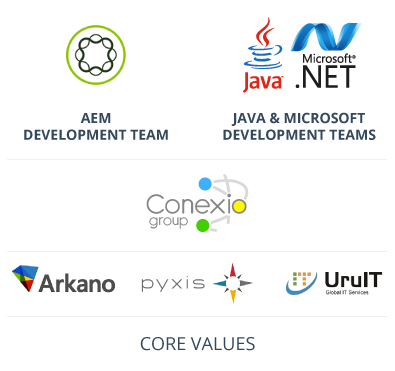 Java
Microsoft®
.NET
AEM
DEVELOPMENT TEAM
JAVA & MICROSOFT
DEVELOPMENT TEAMS
Conexio
group
Arkano
pyxis
UruIT
Global IT Services
CORE VALUES